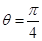 θ = π/4